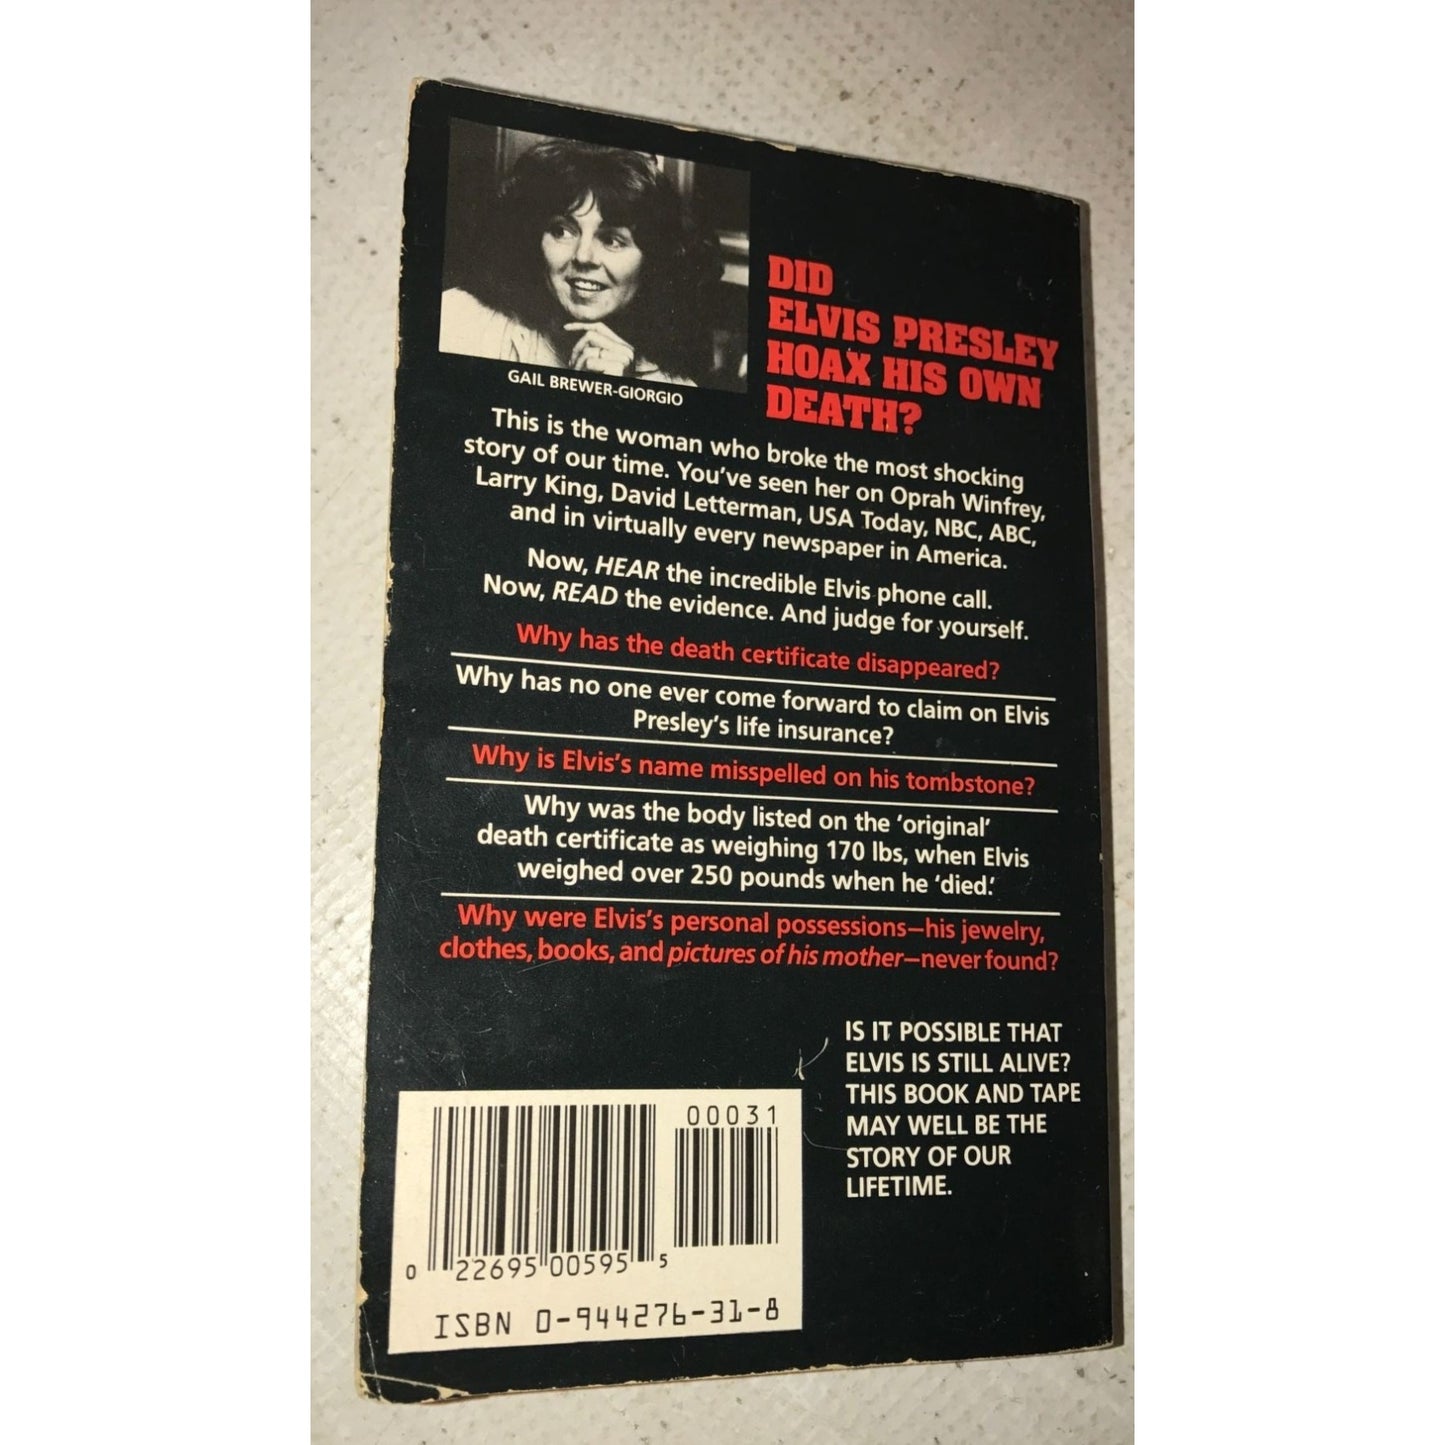 DID
ELVIS PRESLEY
HOAX HIS OWN
DEATH?
GAIL BREWER-GIORGIO
This is the woman who broke the most shocking
story of our time. You've seen her on Oprah Winfrey,
Larry King, David Letterman, USA Today, NBC, ABC,
and in virtually every newspaper in America.
Now, HEAR the incredible Elvis phone call.
Now, READ the evidence. And judge for yourself.
Why has the death certificate disappeared?
Why has no one ever come forward to claim on Elvis
Presley's life insurance?
Why is Elvis's name misspelled on his tombstone?
Why was the body listed on the 'original'
death certificate as weighing 170 lbs, when Elvis
weighed over 250 pounds when he 'died.'
Why were Elvis's personal possessions—his jewelry,
clothes, books, and pictures of his mother—never found?
IS IT POSSIBLE THAT
ELVIS IS STILL ALIVE?
THIS BOOK AND TAPE
MAY WELL BE THE
STORY OF OUR
LIFETIME.
00031
0 22695 00595 5
ISBN 0-944276-31-8